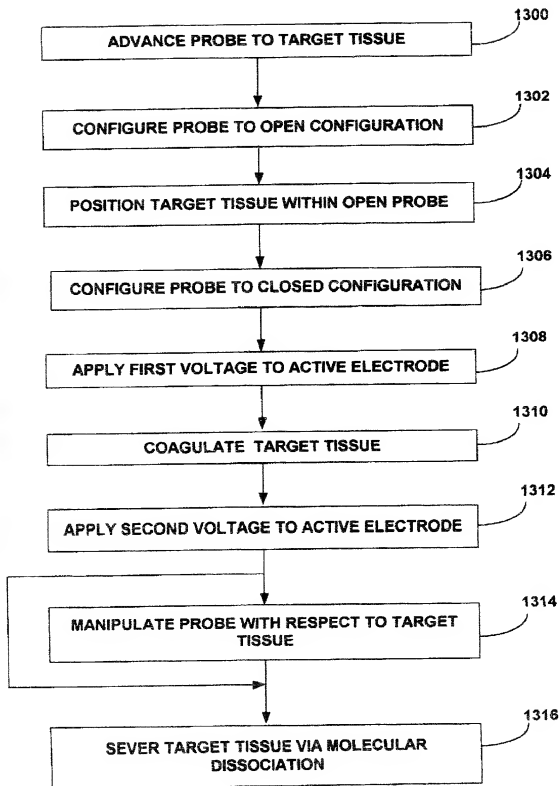 1300
ADVANCE PROBE TO TARGET TISSUE
1302
CONFIGURE PROBE TO OPEN CONFIGURATION
1304
POSITION TARGET TISSUE WITHIN OPEN PROBE
1306
CONFIGURE PROBE TO CLOSED CONFIGURATION
1308
APPLY FIRST VOLTAGE TO ACTIVE ELECTRODE
1310
COAGULATE TARGET TISSUE
1312
APPLY SECOND VOLTAGE TO ACTIVE ELECTRODE
1314
MANIPULATE PROBE WITH RESPECT TO TARGET
TISSUE
1316
SEVER TARGET TISSUE VIA MOLECULAR
DISSOCIATION